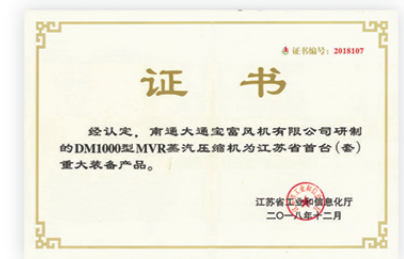 证书编号：2018107
证 书
经认定，南通大通宝富风机有限公司研制
的DM1000型MVR蒸汽压缩机为江苏省首台（套）
重大装备产品。
江苏省工业和信息化厅
二〇一八年十二月